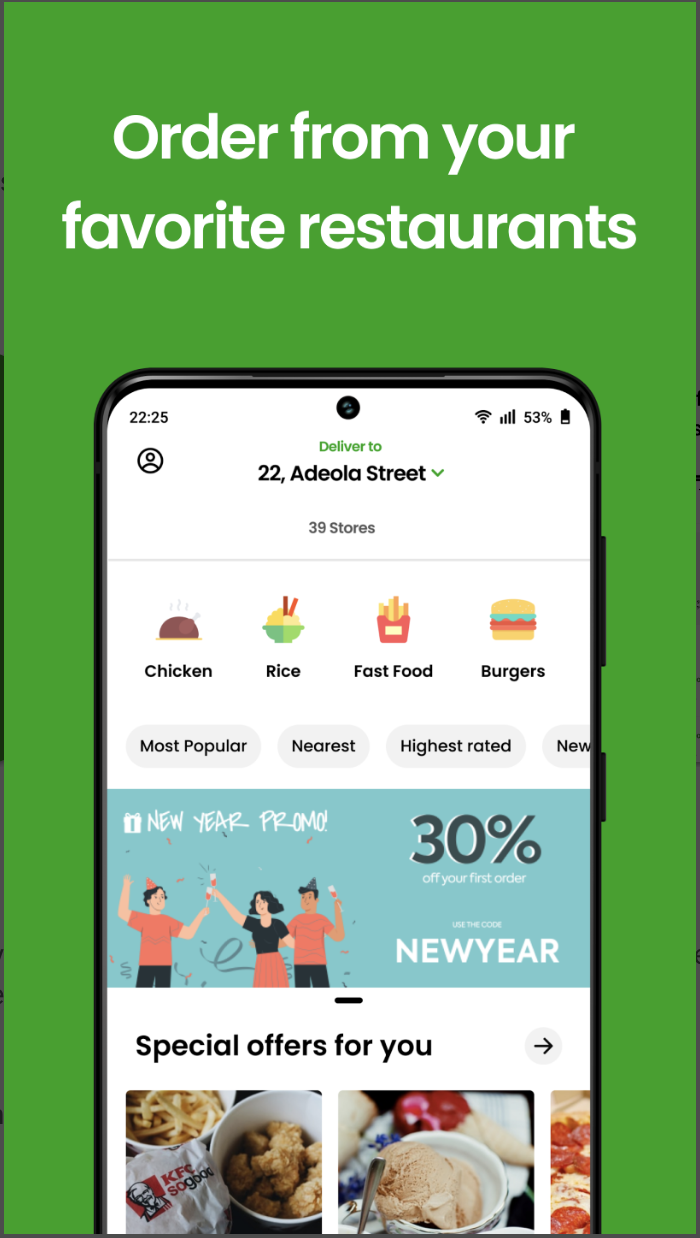 Order from your
favorite restaurants
22:25
53%
Deliver to
22, Adeola Street
39 Stores
Chicken
Rice
Fast Food
Burgers
Most Popular
Nearest
Highest rated
New
NEW YEAR PROMO!
30%
off your first order
USE THE CODE
NEWYEAR
Special offers for you
KFC
sogood